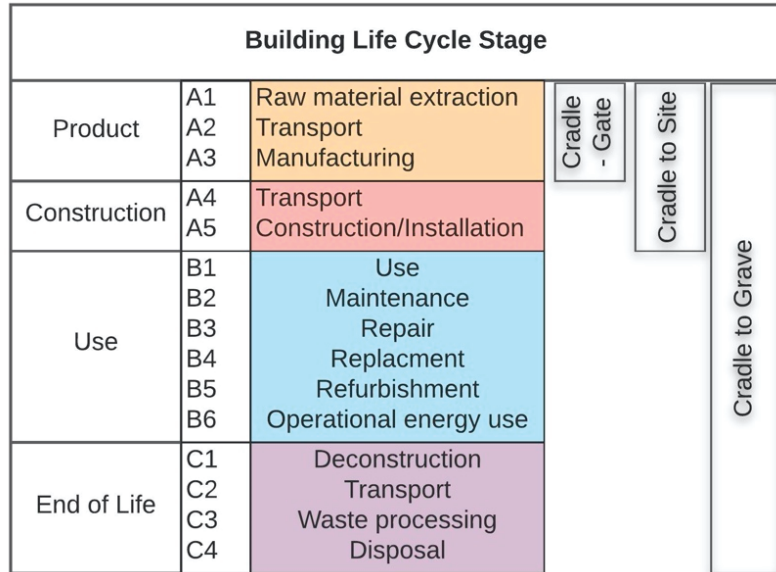 Building Life Cycle Stage
Product
A1 Raw material extraction
A2 Transport
A3 Manufacturing
Construction
A4 Transport
A5 Construction/Installation
Use
B1 Use
B2 Maintenance
B3 Repair
B4 Replacment
B5 Refurbishment
B6 Operational energy use
End of Life
C1 Deconstruction
C2 Transport
C3 Waste processing
C4 Disposal
Cradle
- Gate
Cradle to Site
Cradle to Grave